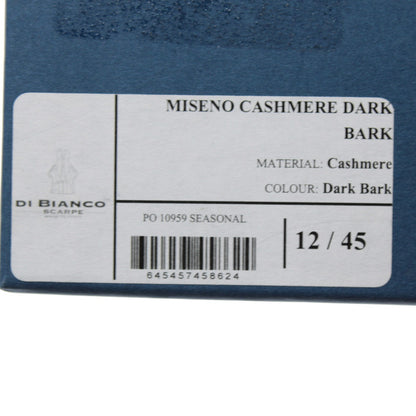 MISENO CASHMERE DARK
BARK
MATERIAL: Cashmere
COLOUR: Dark Bark
DI BIANCO
SCARPE
PO 10959 SEASONAL
645457458624
12 / 45